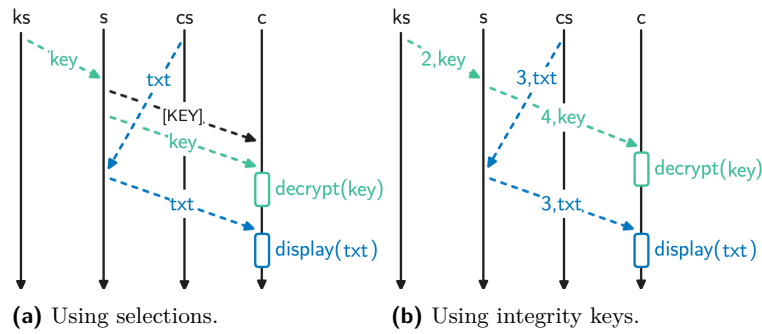 ks s cs c
key
txt
[KEY]
key
decrypt(key)
txt
display(txt)
(a) Using selections.
ks s cs c
2,key
3,txt
4,key
decrypt(key)
3,txt
display(txt)
(b) Using integrity keys.